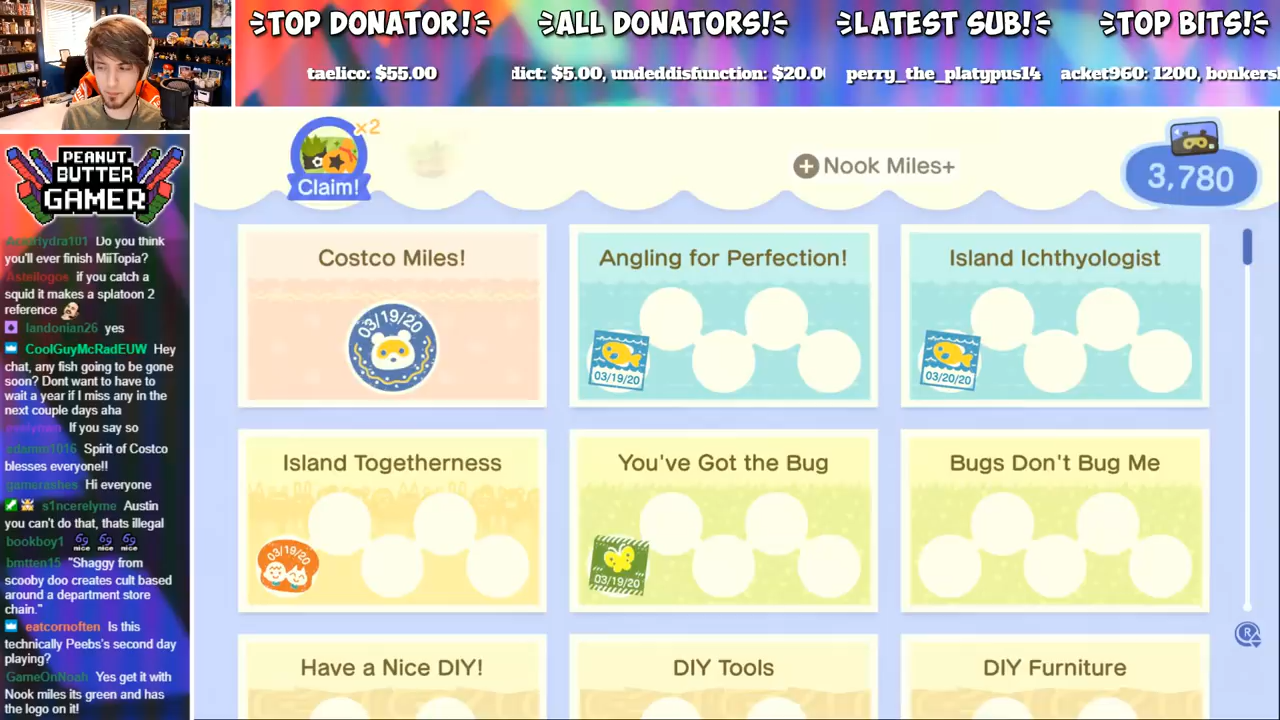 TOP DONATOR!
ALL DONATORS!
LATEST SUB!
TOP BITS!
taelico: $55.00
dict: $5.00, undeddisfunction: $20.0
perry_the_platypus14
acket960: 1200, bonkersl
PEANUT
BUTTER
GAMER
x2
Claim!
Nook Miles+
3,780
Costco Miles!
03/19/20
Angling for Perfection!
03/19/20
Island Ichthyologist
03/20/20
Island Togetherness
03/19/20
You've Got the Bug
03/19/20
Bugs Don't Bug Me
Have a Nice DIY!
DIY Tools
DIY Furniture
R
Do you think
you'll ever finish MiiTopia?
Astellogos if you catch a
squid it makes a splatoon 2
reference
landonian26 yes
CoolGuyMcRadEUW Hey
chat, any fish going to be gone
soon? Dont want to have to
wait a year if I miss any in the
next couple days aha
If you say so
Spirit of Costco
blesses everyone!!
gamerashes Hi everyone
s1ncerelyme Austin
you can't do that, thats illegal
bookboy1
bmtten15 "Shaggy from
scooby doo creates cult based
around a department store
chain."
eatcornoften Is this
technically Peebs's second day
playing?
GameOnNoah Yes get it with
Nook miles its green and has
the logo on it!